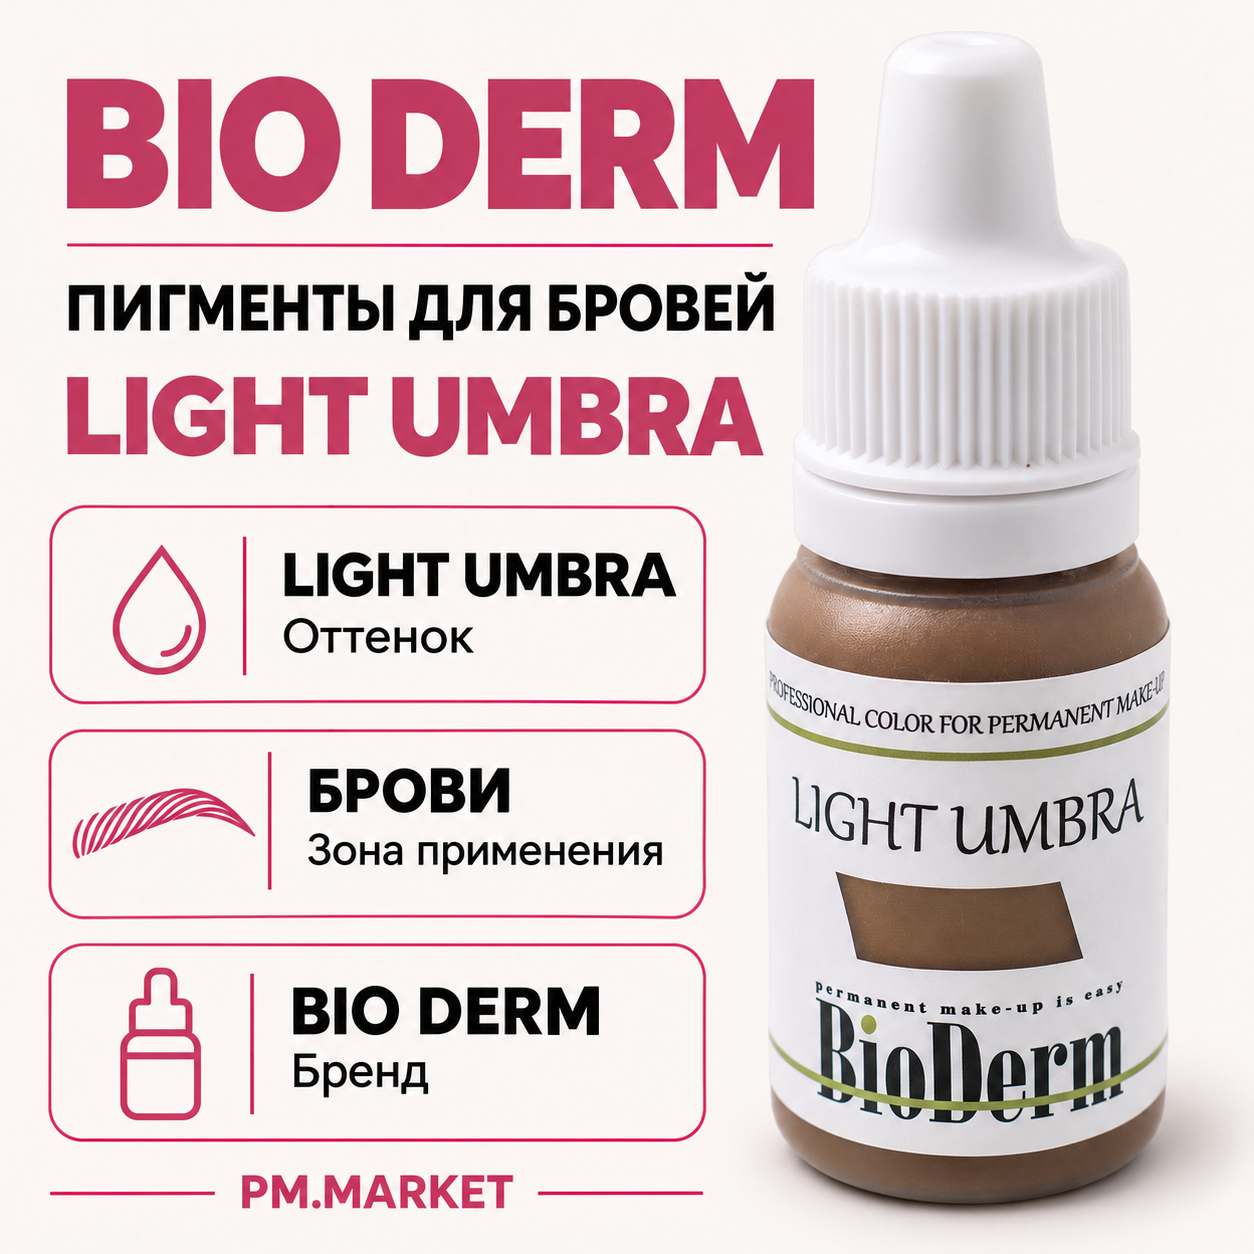 BIO DERM
ПИГМЕНТЫ ДЛЯ БРОВЕЙ
LIGHT UMBRA
LIGHT UMBRA
Оттенок
БРОВИ
Зона применения
BIO DERM
Бренд
PM.MARKET
PROFESSIONAL COLOR FOR PERMANENT MAKE-UP
LIGHT UMBRA
permanent make-up is easy
BioDerm